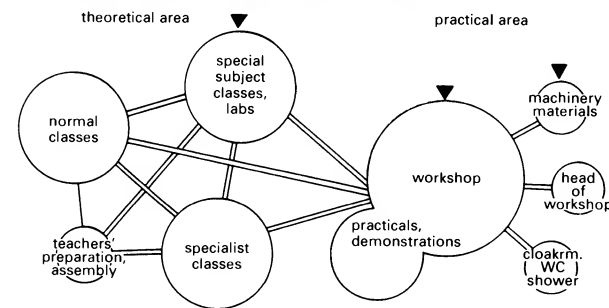 theoretical area
practical area
special
subject
classes,
labs
normal
classes
teachers'
preparation,
assembly
specialist
classes
workshop
practicals,
demonstrations
machinery
materials
head
of
workshop
cloakrm.
WC
shower